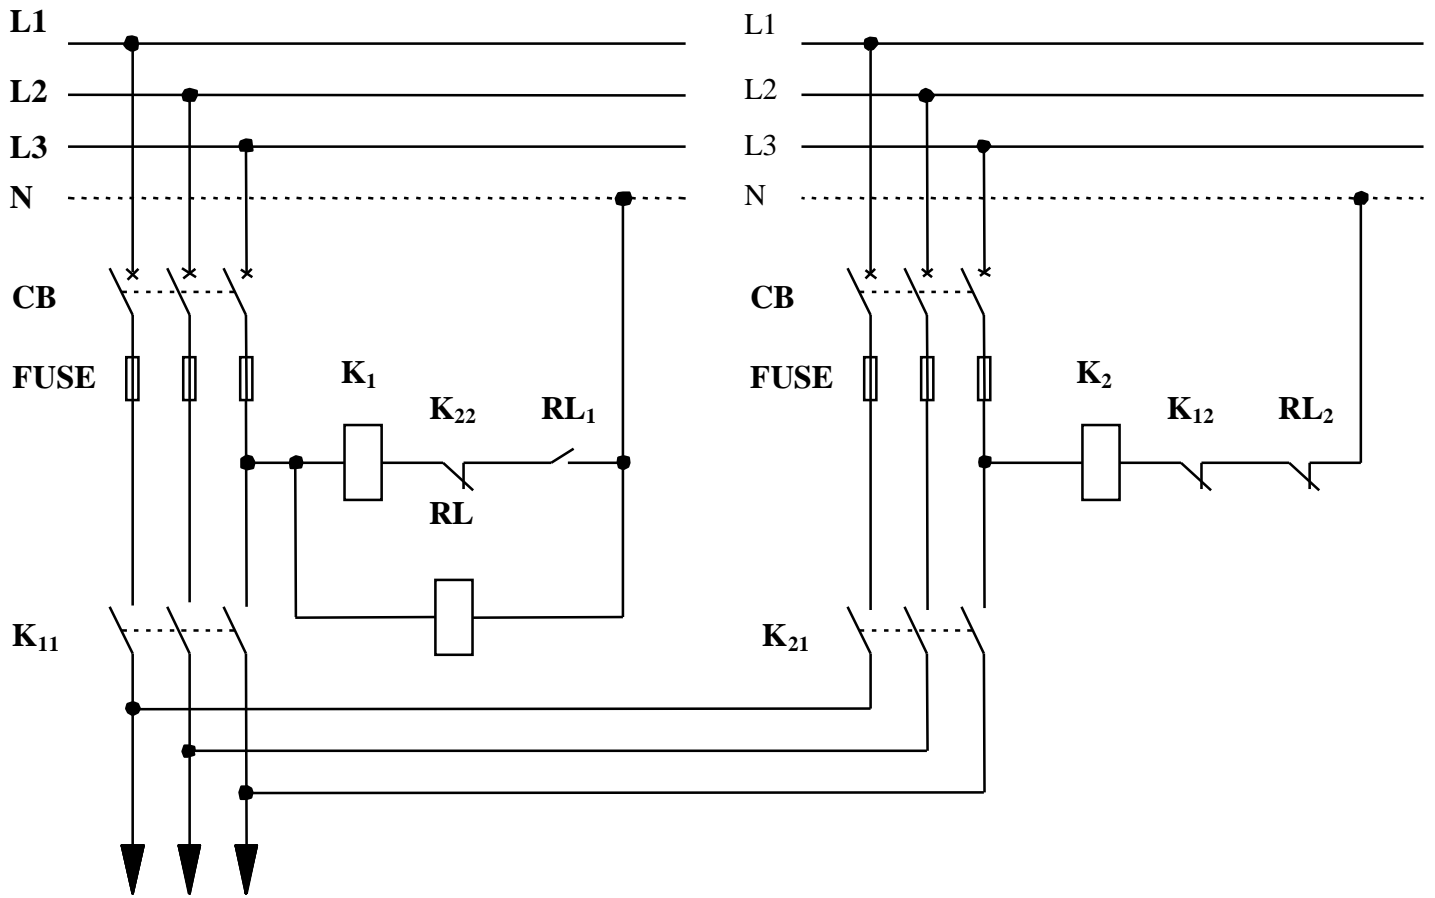 L1 L1
L2 L2
L3 L3
N N
CB CB
FUSE K₁ FUSE K₂
K₂₂ RL₁ K₁₂ RL₂
RL
K₁₁ K₂₁